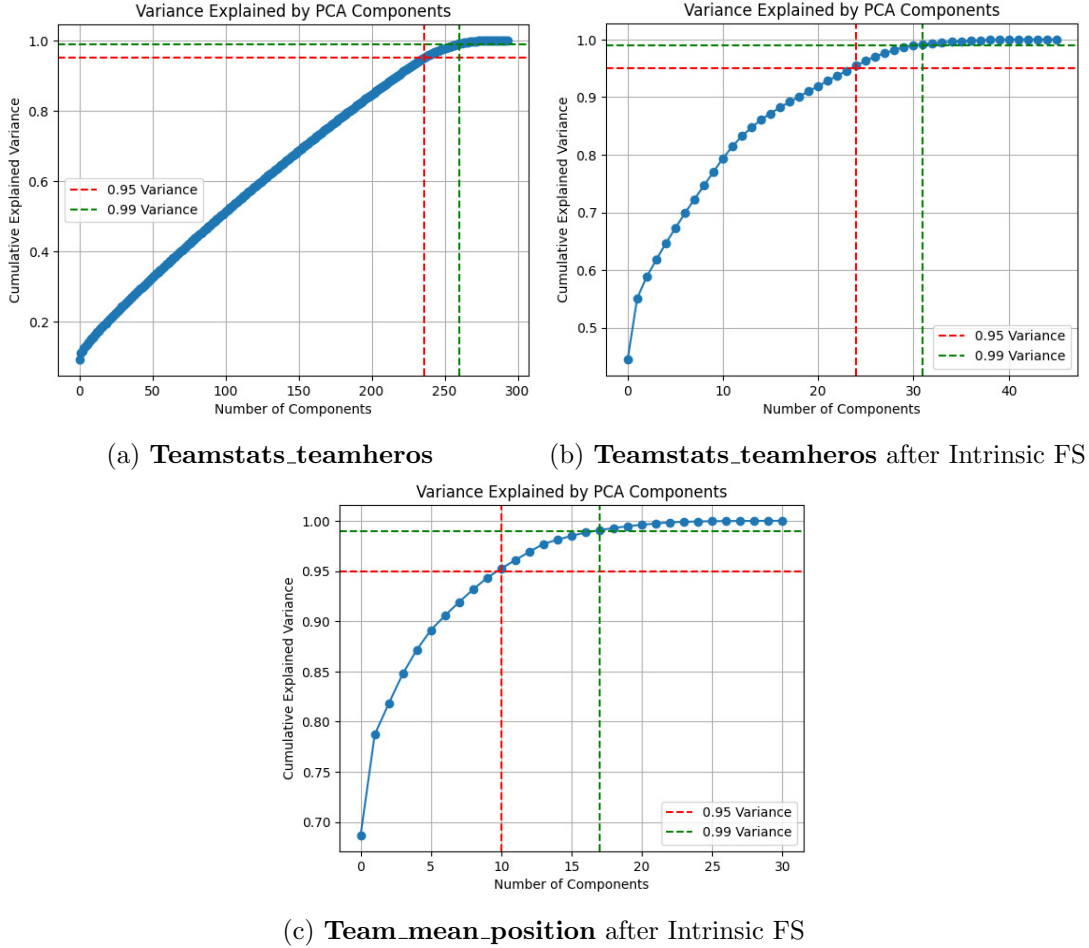 Variance Explained by PCA Components
1.0
0.8
0.6
0.4
0.2
Cumulative Explained Variance
0.95 Variance
0.99 Variance
0
50
100
150
200
250
300
Number of Components
(a) Teamstats_teamheros
Variance Explained by PCA Components
1.0
0.9
0.8
0.7
0.6
0.5
Cumulative Explained Variance
0.95 Variance
0.99 Variance
0
10
20
30
40
Number of Components
(b) Teamstats_teamheros after Intrinsic FS
Variance Explained by PCA Components
1.00
0.95
0.90
0.85
0.80
0.75
0.70
Cumulative Explained Variance
0.95 Variance
0.99 Variance
0
5
10
15
20
25
30
Number of Components
(c) Team_mean_position after Intrinsic FS